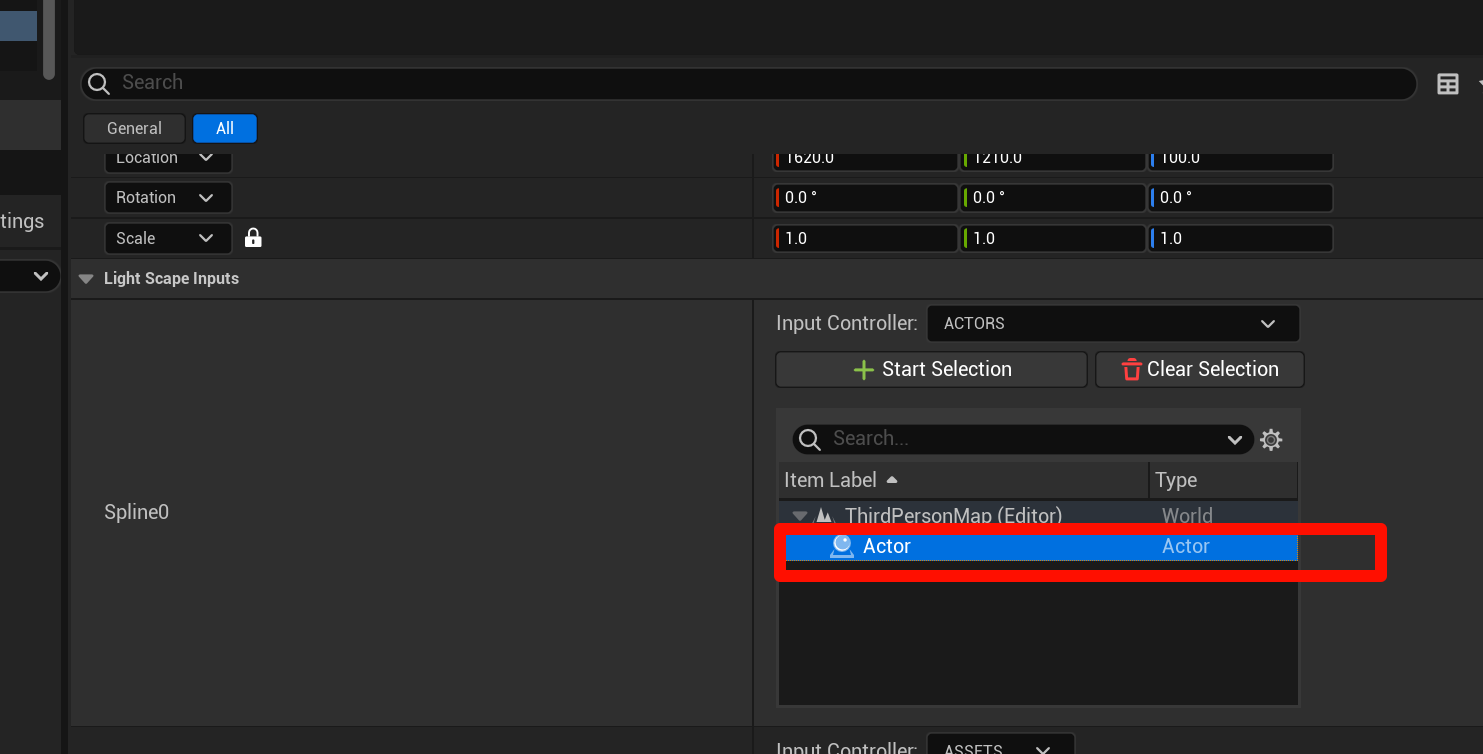 Search
General All
Location 1620.0 1210.0 100.0
Rotation 0.0 ° 0.0 ° 0.0 °
tings
Scale 1.0 1.0 1.0
Light Scape Inputs
Input Controller: ACTORS
Start Selection Clear Selection
Search...
Item Label Type
Spline0
ThirdPersonMap (Editor) World
Actor Actor
Input Controller: ASSETS